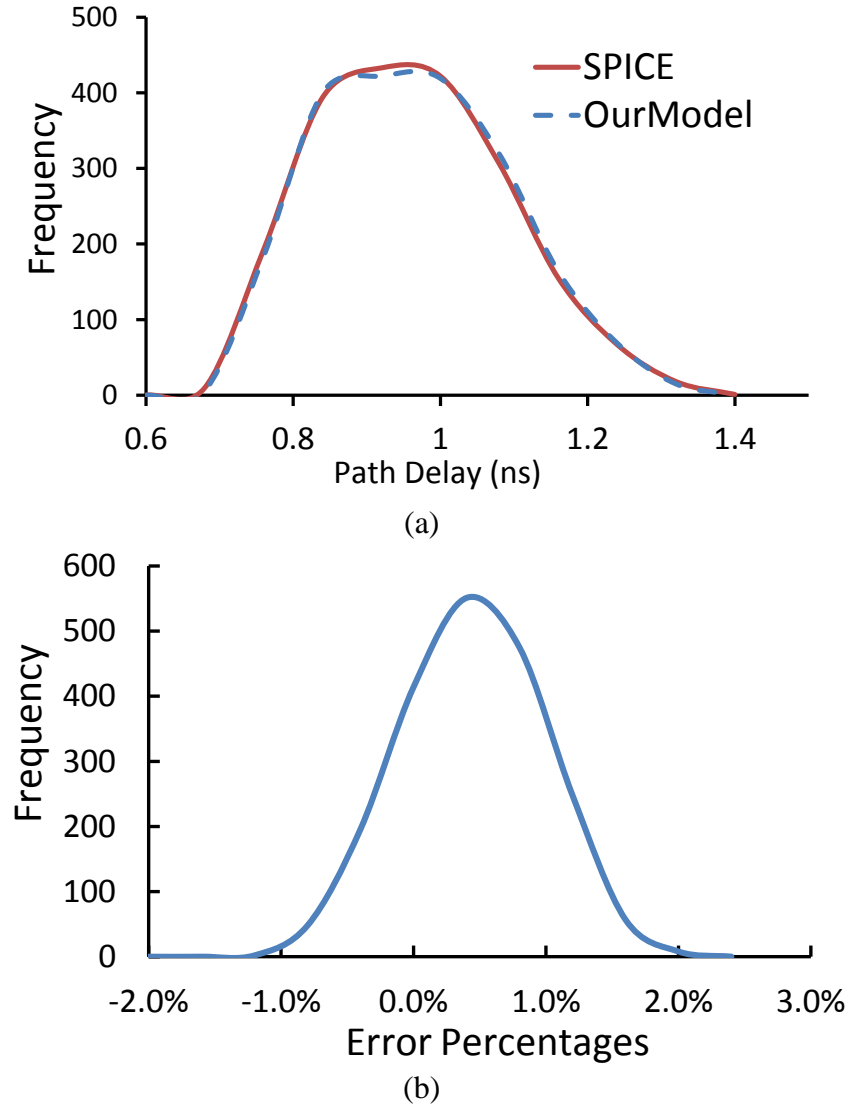 500
400
300
200
100
0
Frequency
SPICE
OurModel
0.6 0.8 1 1.2 1.4
Path Delay (ns)
(a)
600
500
400
300
200
100
0
Frequency
-2.0% -1.0% 0.0% 1.0% 2.0% 3.0%
Error Percentages
(b)